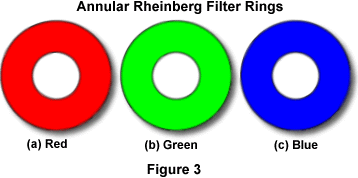 Annular Rheinberg Filter Rings
(a) Red (b) Green (c) Blue
Figure 3